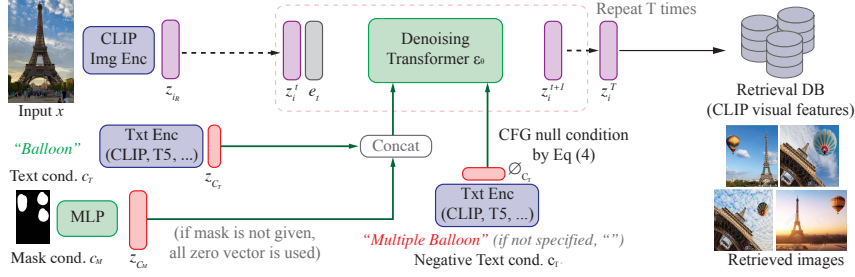 CLIP
Img Enc
z_{i_R}
Input x
z_i^t
e_t
Denoising
Transformer ε_θ
z_i^{t+1}
z_i^T
Repeat T times
Retrieval DB
(CLIP visual features)
“Balloon”
Text cond. c_T
Txt Enc
(CLIP, T5, ...)
z_{C_T}
Concat
CFG null condition
by Eq (4)
∅_{C_T}
Txt Enc
(CLIP, T5, ...)
Mask cond. c_M
MLP
z_{C_M}
(if mask is not given,
all zero vector is used)
“Multiple Balloon” (if not specified, “”)
Negative Text cond. c_{T^-}
Retrieved images